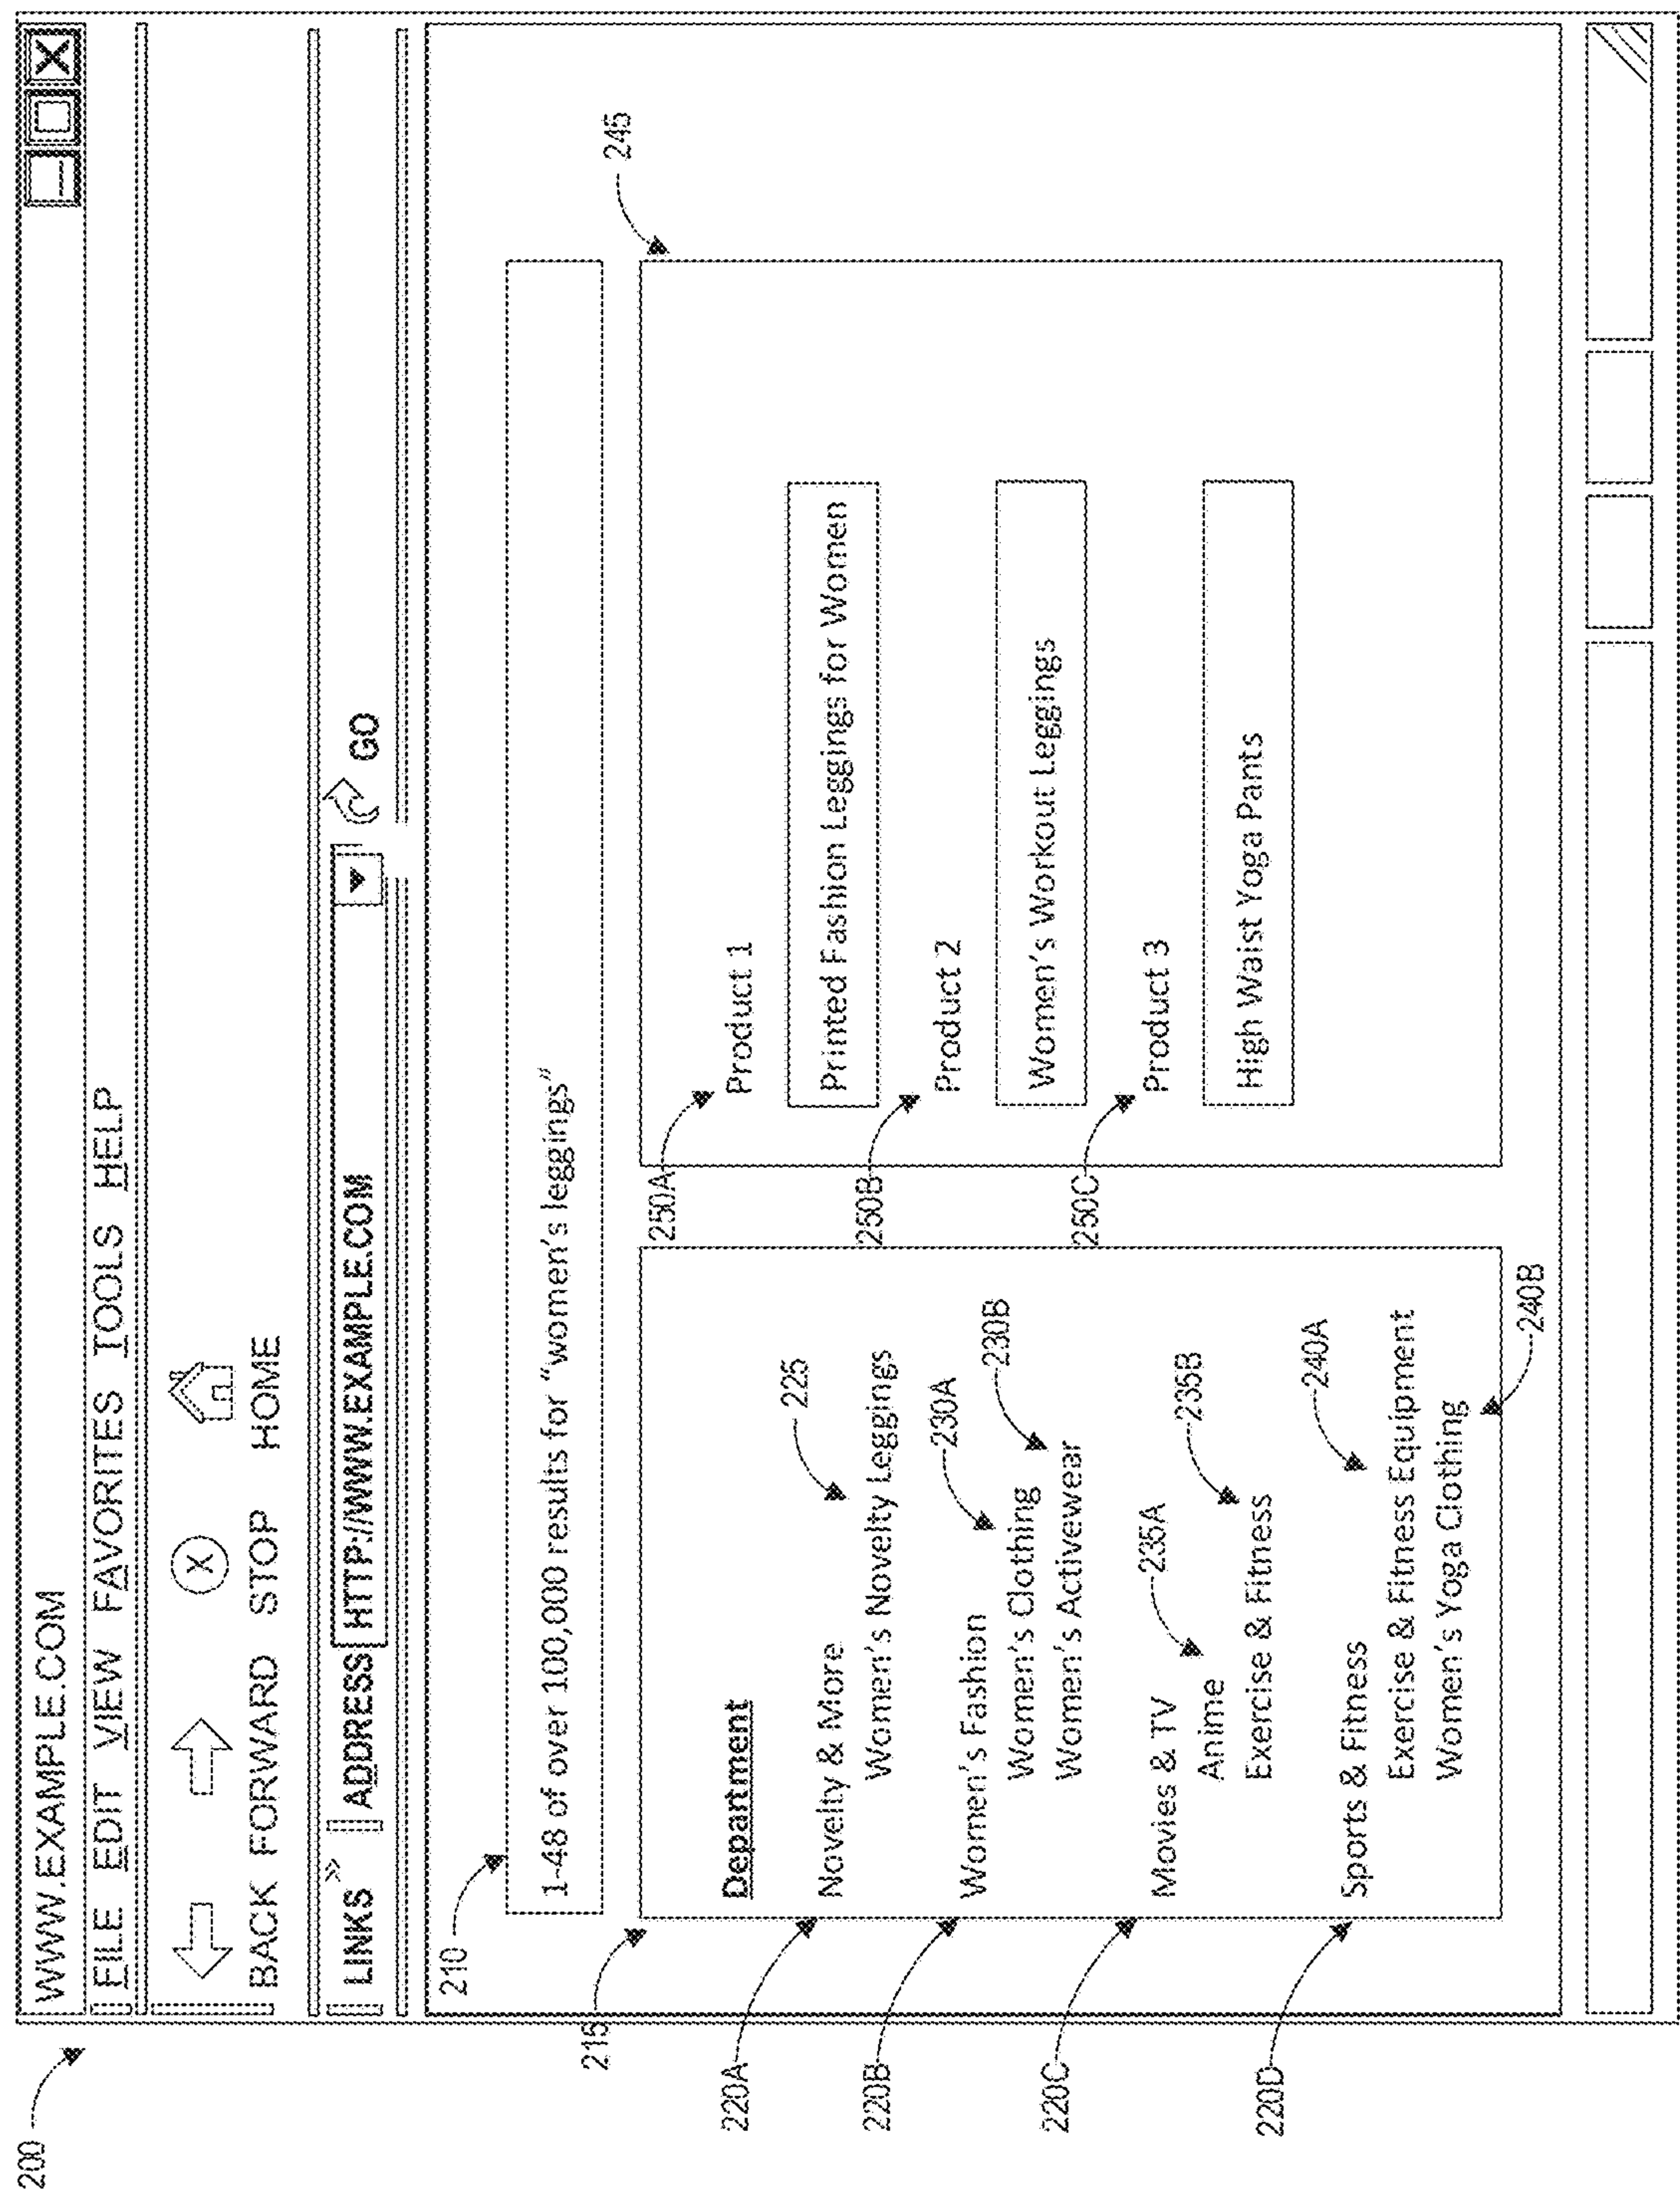 200
WWW.EXAMPLE.COM
FILE EDIT VIEW FAVORITES TOOLS HELP
X
BACK FORWARD STOP HOME
LINKS » ADDRESS HTTP://WWW.EXAMPLE.COM GO
210
1-48 of over 100,000 results for “women’s leggings”
215
245
Department
220A
Novelty & More
225
Women’s Novelty Leggings
220B
Women’s Fashion
230A
Women’s Clothing
230B
Women’s Activewear
220C
Movies & TV
235A
Anime
235B
Exercise & Fitness
220D
Sports & Fitness
240A
Exercise & Fitness Equipment
Women’s Yoga Clothing
240B
250A
Product 1
Printed Fashion Leggings for Women
250B
Product 2
Women’s Workout Leggings
250C
Product 3
High Waist Yoga Pants